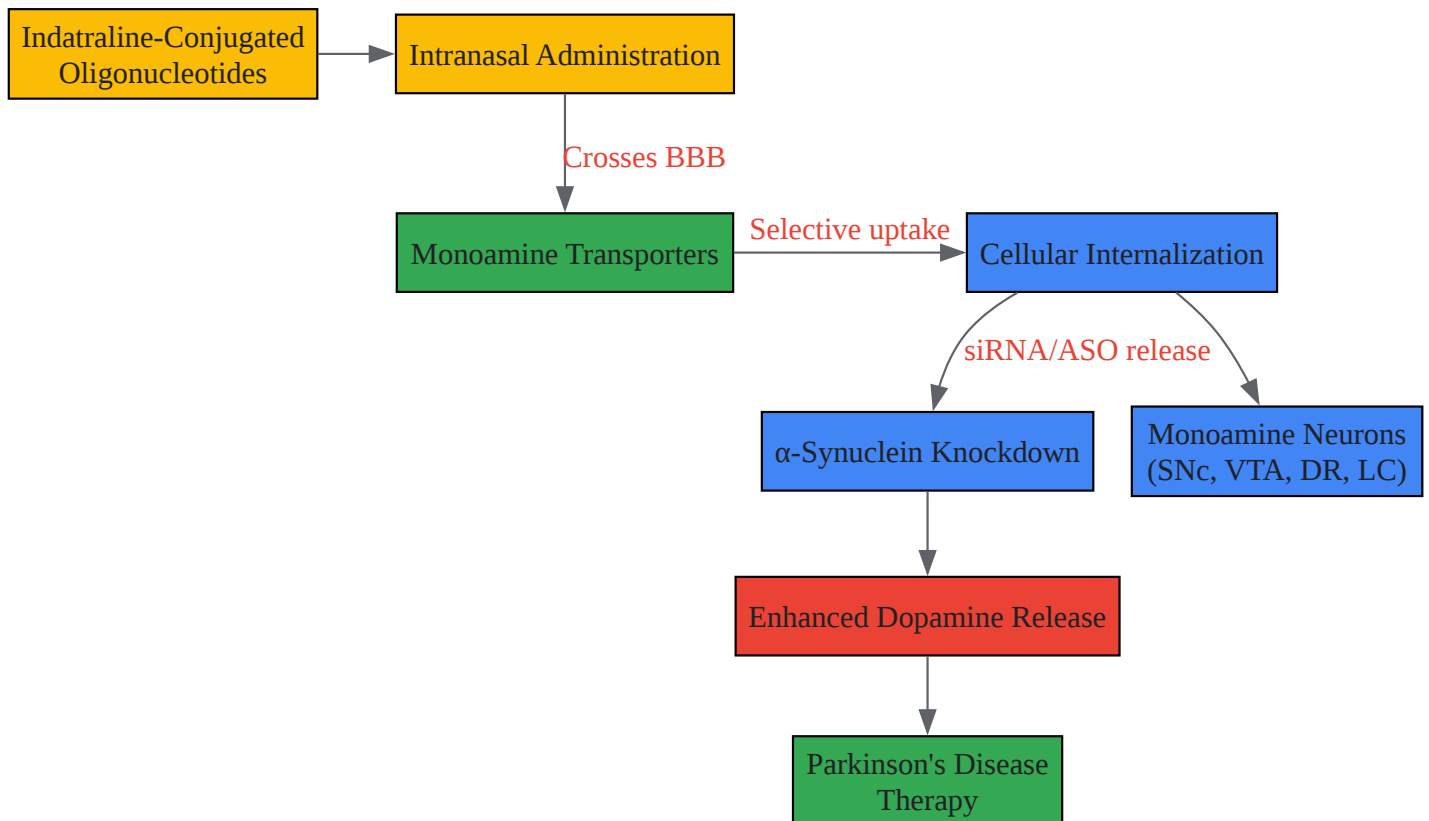 Indatraline-Conjugated
Oligonucleotides
Intranasal Administration
Crosses BBB
Monoamine Transporters
Selective uptake
Cellular Internalization
siRNA/ASO release
α-Synuclein Knockdown
Monoamine Neurons
(SNc, VTA, DR, LC)
Enhanced Dopamine Release
Parkinson's Disease
Therapy